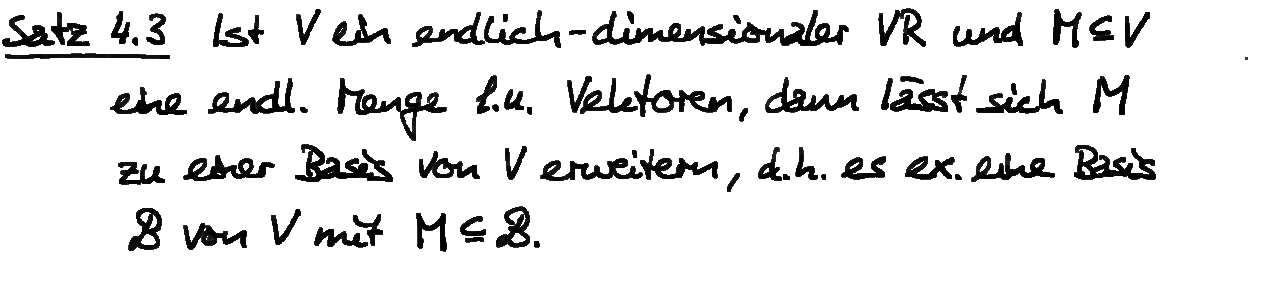 Satz 4.3 Ist V ein endlich-dimensionaler VR und M ⊆ V
eine endl. Menge l.u. Vektoren, dann lässt sich M
zu einer Basis von V erweitern, d.h. es ex. eine Basis
B von V mit M ⊆ B.